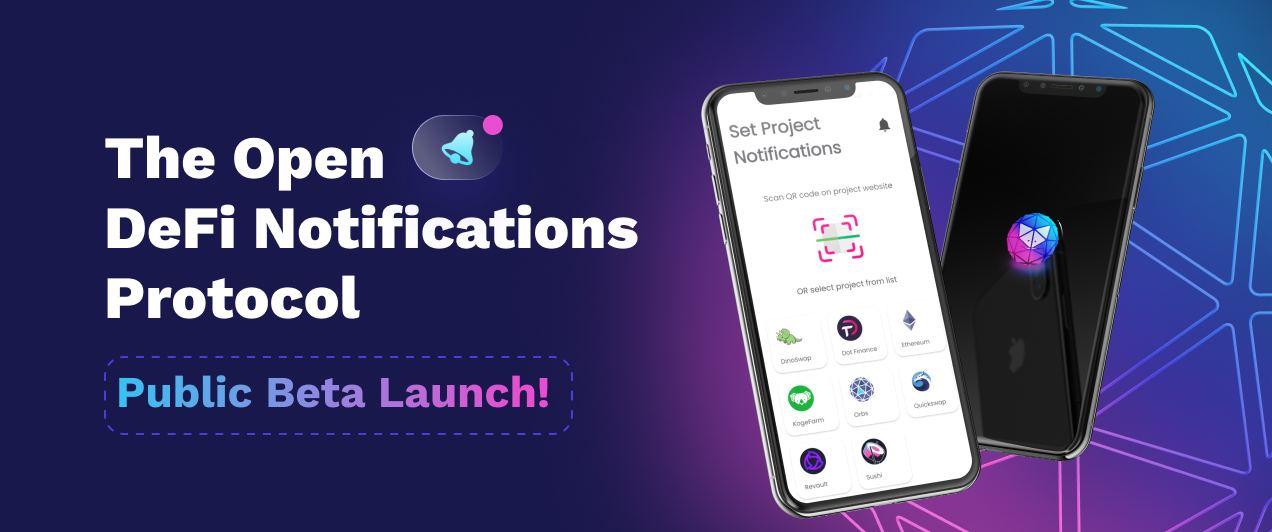 The Open
DeFi Notifications
Protocol
Public Beta Launch!
Set Project
Notifications
Scan QR code on project website
OR select project from list
DinoSwap
Dot Finance
Ethereum
KogeFarm
Orbs
Quickswap
Revault
Sushi